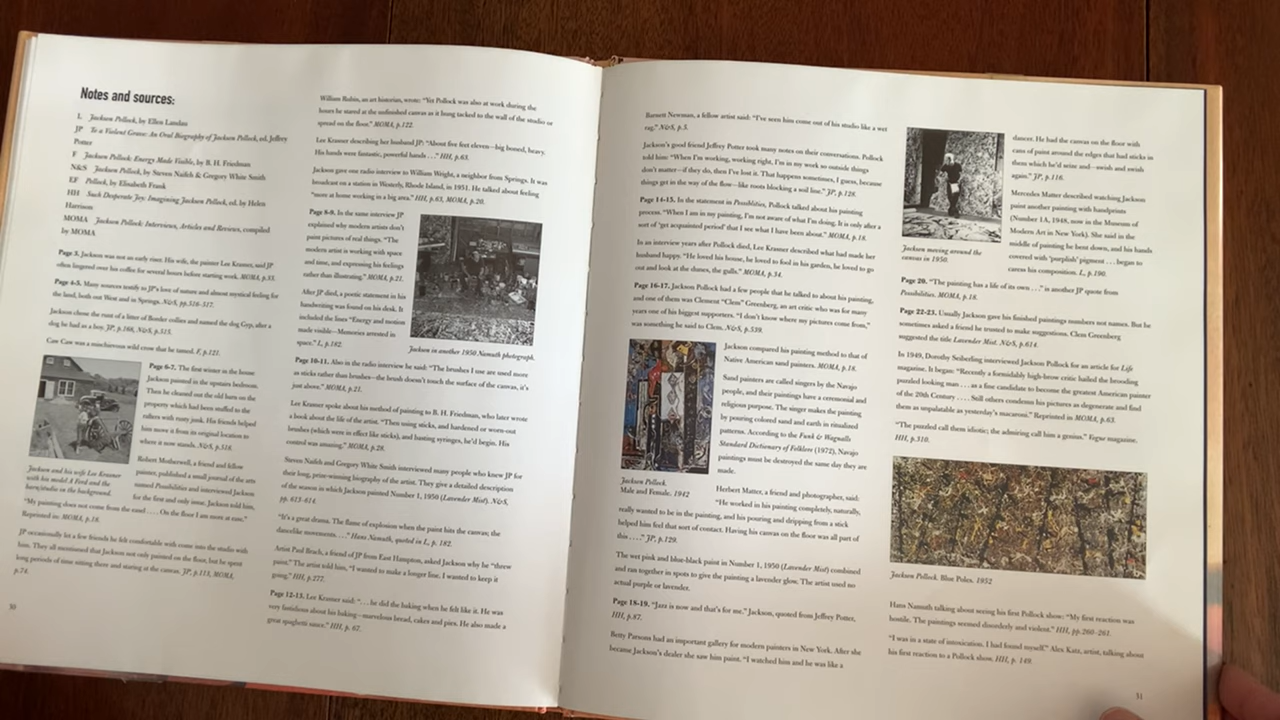 Notes and sources:
L Jackson Pollock, by Ellen Landau
JP To a Violent Grave: An Oral Biography of Jackson Pollock, ed. Jeffrey
Potter
F Jackson Pollock: Energy Made Visible, by B. H. Friedman
N&S Jackson Pollock, by Steven Naifeh & Gregory White Smith
EF Pollock, by Elisabeth Frank
HH Such Desperate Joy: Imagining Jackson Pollock, ed. by Helen
Harrison
MOMA Jackson Pollock: Interviews, Articles and Reviews, compiled
by MOMA
Page 3. Jackson was not an early riser. His wife, the painter Lee Krasner, said JP
often lingered over his coffee for several hours before starting work. MOMA, p.33.
Page 4-5. Many sources testify to JP's love of nature and almost mystical feeling for
the land, both out West and in Springs. N&S, pp.516-517.
Jackson chose the runt of a litter of Border collies and named the dog Gyp, after a
dog he had as a boy. JP, p.166, N&S, p.515.
Caw Caw was a mischievous wild crow that he tamed. F, p.121.
Page 6-7. The first winter in the house
Jackson painted in the upstairs bedroom.
Then he cleaned out the old barn on the
property which had been stuffed to the
rafters with rusty junk. His friends helped
him move it from its original location to
where it now stands. N&S, p.518.
Jackson and his wife Lee Krasner
with his model A Ford and the
barn/studio in the background.
Robert Motherwell, a friend and fellow
painter, published a small journal of the arts
named Possibilities and interviewed Jackson
for the first and only issue. Jackson told him,
"My painting does not come from the easel . . . . On the floor I am more at ease."
Reprinted in: MOMA, p.18.
JP occasionally let a few friends he felt comfortable with come into the studio with
him. They all mentioned that Jackson not only painted on the floor, but he spent
long periods of time sitting there and staring at the canvas. JP, p.113, MOMA,
p.74.
30
William Rubin, an art historian, wrote: "Yet Pollock was also at work during the
hours he stared at the unfinished canvas as it hung tacked to the wall of the studio or
spread on the floor." MOMA, p.122.
Lee Krasner describing her husband JP: "About five feet eleven—big boned, heavy.
His hands were fantastic, powerful hands . . ." HH, p.63.
Jackson gave one radio interview to William Wright, a neighbor from Springs. It was
broadcast on a station in Westerly, Rhode Island, in 1951. He talked about feeling
"more at home working in a big area." HH, p.63, MOMA, p.20.
Page 8-9. In the same interview JP
explained why modern artists don't
paint pictures of real things. "The
modern artist is working with space
and time, and expressing his feelings
rather than illustrating." MOMA, p.21.
After JP died, a poetic statement in his
handwriting was found on his desk. It
included the lines "Energy and motion
made visible—Memories arrested in
space." L, p.182.
Jackson in another 1950 Namuth photograph.
Page 10-11. Also in the radio interview he said: "The brushes I use are used more
as sticks rather than brushes—the brush doesn't touch the surface of the canvas, it's
just above." MOMA, p.21.
Lee Krasner spoke about his method of painting to B. H. Friedman, who later wrote
a book about the life of the artist. "Then using sticks, and hardened or worn-out
brushes (which were in effect like sticks), and basting syringes, he'd begin. His
control was amazing." MOMA, p.28.
Steven Naifeh and Gregory White Smith interviewed many people who knew JP for
their long, prize-winning biography of the artist. They give a detailed description
of the season in which Jackson painted Number 1, 1950 (Lavender Mist). N&S,
pp. 613-614.
"It's a great drama. The flame of explosion when the paint hits the canvas; the
dancelike movements. . . ." Hans Namuth, quoted in L, p. 182.
Artist Paul Brach, a friend of JP from East Hampton, asked Jackson why he "threw
paint." The artist told him, "I wanted to make a longer line, I wanted to keep it
going." HH, p.277.
Page 12-13. Lee Krasner said: ". . . he did the baking when he felt like it. He was
very fastidious about his baking—marvelous bread, cakes and pies. He also made a
great spaghetti sauce." HH, p. 67.
Barnett Newman, a fellow artist said: "I've seen him come out of his studio like a wet
rag." N&S, p.5.
Jackson's good friend Jeffrey Potter took many notes on their conversations. Pollock
told him: "When I'm working, working right, I'm in my work so outside things
don't matter—if they do, then I've lost it. That happens sometimes, I guess, because
things get in the way of the flow—like roots blocking a soil line." JP, p.128.
Page 14-15. In the statement in Possibilities, Pollock talked about his painting
process. "When I am in my painting, I'm not aware of what I'm doing. It is only after a
sort of 'get acquainted period' that I see what I have been about." MOMA, p.18.
In an interview years after Pollock died, Lee Krasner described what had made her
husband happy. "He loved his house, he loved to fool in his garden, he loved to go
out and look at the dunes, the gulls." MOMA, p.34.
Page 16-17. Jackson Pollock had a few people that he talked to about his painting,
and one of them was Clement "Clem" Greenberg, an art critic who was for many
years one of his biggest supporters. "I don't know where my pictures come from,"
was something he said to Clem. N&S, p.539.
Jackson compared his painting method to that of
Native American sand painters. MOMA, p.18.
Sand painters are called singers by the Navajo
people, and their paintings have a ceremonial and
religious purpose. The singer makes the painting
by pouring colored sand and earth in ritualized
patterns. According to the Funk & Wagnalls
Standard Dictionary of Folklore (1972), Navajo
paintings must be destroyed the same day they are
made.
Jackson Pollock.
Male and Female. 1942
Herbert Matter, a friend and photographer, said:
"He worked in his painting completely, naturally,
really wanted to be in the painting, and his pouring and dripping from a stick
helped him feel that sort of contact. Having his canvas on the floor was all part of
this . . . ." JP, p.129.
The wet pink and blue-black paint in Number 1, 1950 (Lavender Mist) combined
and ran together in spots to give the painting a lavender glow. The artist used no
actual purple or lavender.
Page 18-19. "Jazz is now and that's for me." Jackson, quoted from Jeffrey Potter,
HH, p.87.
Betty Parsons had an important gallery for modern painters in New York. After she
became Jackson's dealer she saw him paint. "I watched him and he was like a
dancer. He had the canvas on the floor with
cans of paint around the edges that had sticks in
them which he'd seize and—swish and swish
again." JP, p.116.
Jackson moving around the
canvas in 1950.
Mercedes Matter described watching Jackson
paint another painting with handprints
(Number 1A, 1948, now in the Museum of
Modern Art in New York). She said in the
middle of painting he bent down, and his hands
covered with 'purplish' pigment . . . began to
caress his composition. L, p.190.
Page 20. "The painting has a life of its own . . ." is another JP quote from
Possibilities. MOMA, p.18.
Page 22-23. Usually Jackson gave his finished paintings numbers not names. But he
sometimes asked a friend he trusted to make suggestions. Clem Greenberg
suggested the title Lavender Mist. N&S, p.614.
In 1949, Dorothy Seiberling interviewed Jackson Pollock for an article for Life
magazine. It began: "Recently a formidably high-brow critic hailed the brooding
puzzled looking man . . . as a fine candidate to become the greatest American painter
of the 20th Century . . . . Still others condemn his pictures as degenerate and find
them as unpalatable as yesterday's macaroni." Reprinted in MOMA, p.63.
"The puzzled call them idiotic; the admiring call him a genius." Vogue magazine.
HH, p.310.
Jackson Pollock. Blue Poles. 1952
Hans Namuth talking about seeing his first Pollock show: "My first reaction was
hostile. The paintings seemed disorderly and violent." HH, pp.260-261.
"I was in a state of intoxication. I had found myself." Alex Katz, artist, talking about
his first reaction to a Pollock show. HH, p. 149.
31